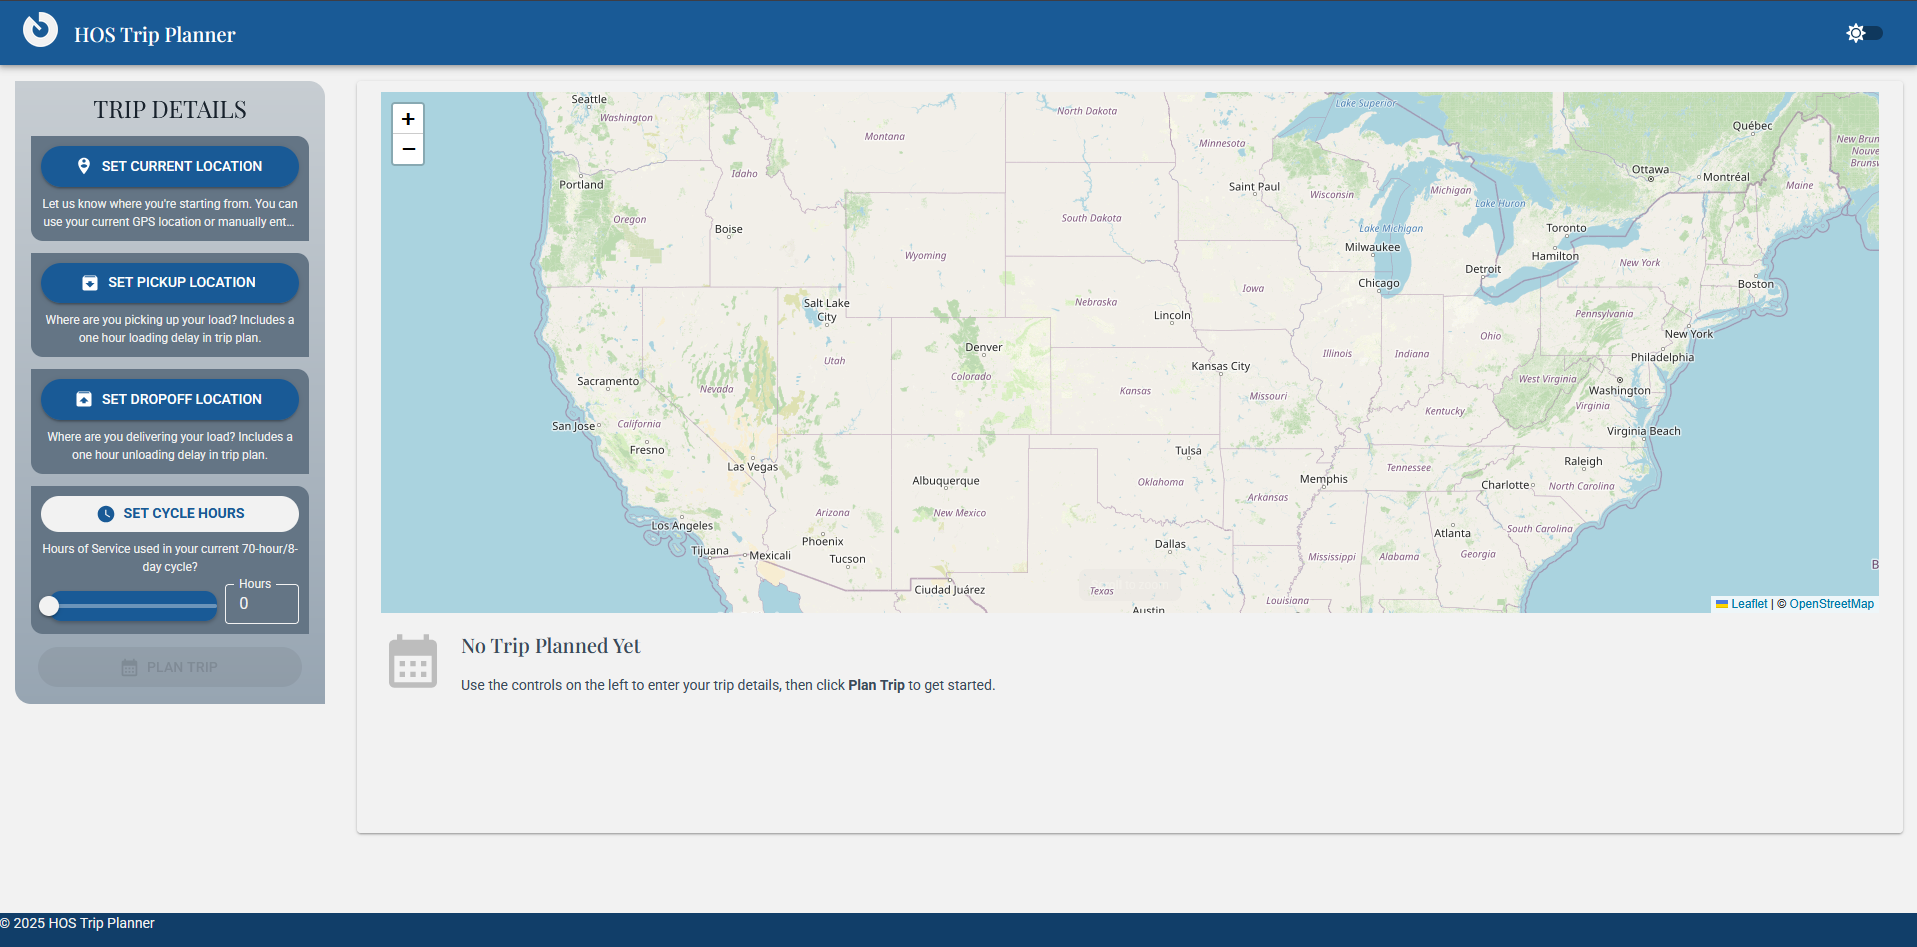 HOS Trip Planner
TRIP DETAILS
SET CURRENT LOCATION
Let us know where you're starting from. You can
use your current GPS location or manually ent...
SET PICKUP LOCATION
Where are you picking up your load? Includes a
one hour loading delay in trip plan.
SET DROPOFF LOCATION
Where are you delivering your load? Includes a
one hour unloading delay in trip plan.
SET CYCLE HOURS
Hours of Service used in your current 70-hour/8-
day cycle?
Hours
0
PLAN TRIP
+
−
Seattle
Washington
Montana
North Dakota
Lake Superior
Québec
Minnesota
New Brun
Nouve
Brunsv
Idaho
Ottawa
Montréal
Portland
Saint Paul
Wisconsin
Michigan
Maine
Oregon
South Dakota
Lake Huron
Boise
Lake Michigan
Toronto
Milwaukee
Wyoming
Hamilton
New York
Detroit
Chicago
Boston
Iowa
Salt Lake
City
Nebraska
Lincoln
Pennsylvania
Ohio
New York
Denver
Illinois
Indiana
Philadelphia
Utah
Kansas City
Colorado
West Virginia
Sacramento
Nevada
Kansas
Missouri
Washington
Kentucky
Virginia
San Jose
California
Virginia Beach
Fresno
Tulsa
Las Vegas
Tennessee
Raleigh
Albuquerque
Oklahoma
Memphis
Charlotte
North Carolina
Arkansas
Arizona
New Mexico
Los Angeles
South Carolina
Atlanta
Phoenix
Dallas
Tijuana
Mexicali
Tucson
Mississippi
Alabama
Georgia
B
Ciudad Juárez
Texas
Louisiana
Austin
Leaflet | © OpenStreetMap
No Trip Planned Yet
Use the controls on the left to enter your trip details, then click Plan Trip to get started.
© 2025 HOS Trip Planner